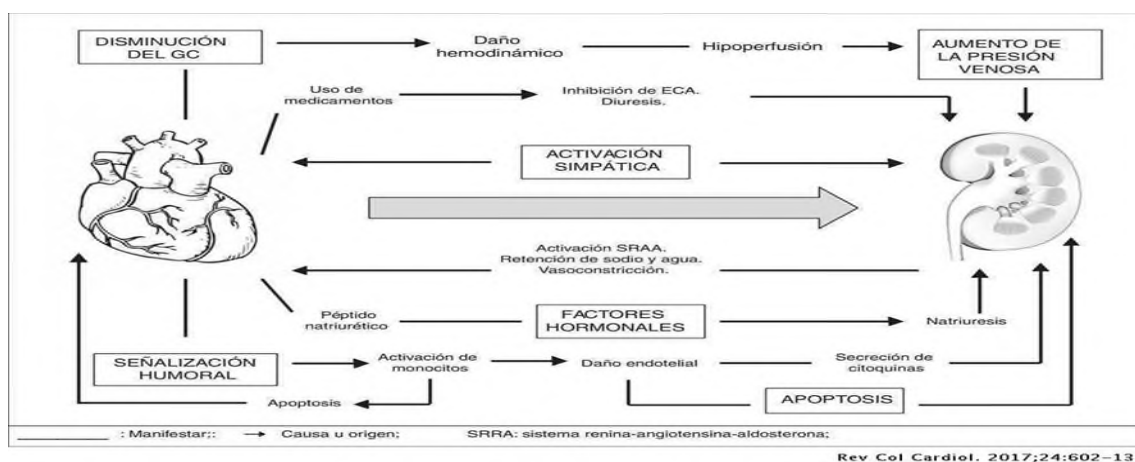 DISMINUCIÓN
DEL GC
Daño
hemodinámico
Hipoperfusión
AUMENTO DE
LA PRESIÓN
VENOSA
Uso de
medicamentos
Inhibición de ECA.
Diuresis.
ACTIVACIÓN
SIMPÁTICA
Activación SRAA.
Retención de sodio y agua.
Vasoconstricción.
Péptido
natriurético
FACTORES
HORMONALES
Natriuresis
SEÑALIZACIÓN
HUMORAL
Activación de
monocitos
Daño endotelial
Secreción de
citoquinas
Apoptosis
APOPTOSIS
: Manifestar;: Causa u origen; SRRA: sistema renina-angiotensina-aldosterona;
Rev Col Cardiol. 2017;24:602-13